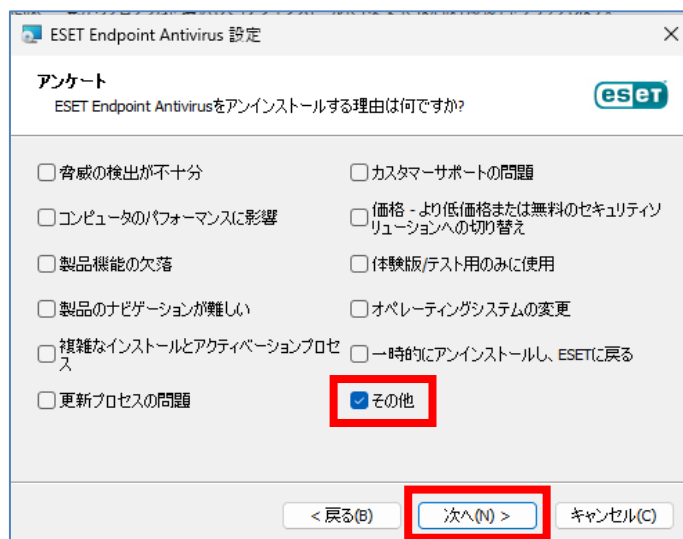 ESET Endpoint Antivirus 設定
アンケート
ESET Endpoint Antivirusをアンインストールする理由は何ですか?
eseT
脅威の検出が不十分
カスタマーサポートの問題
コンピュータのパフォーマンスに影響
価格 - より低価格または無料のセキュリティソ
リューションへの切り替え
製品機能の欠落
体験版/テスト用のみに使用
製品のナビゲーションが難しい
オペレーティングシステムの変更
複雑なインストールとアクティベーションプロセ
ス
一時的にアンインストールし、ESETに戻る
更新プロセスの問題
その他
< 戻る(B)
次へ(N) >
キャンセル(C)